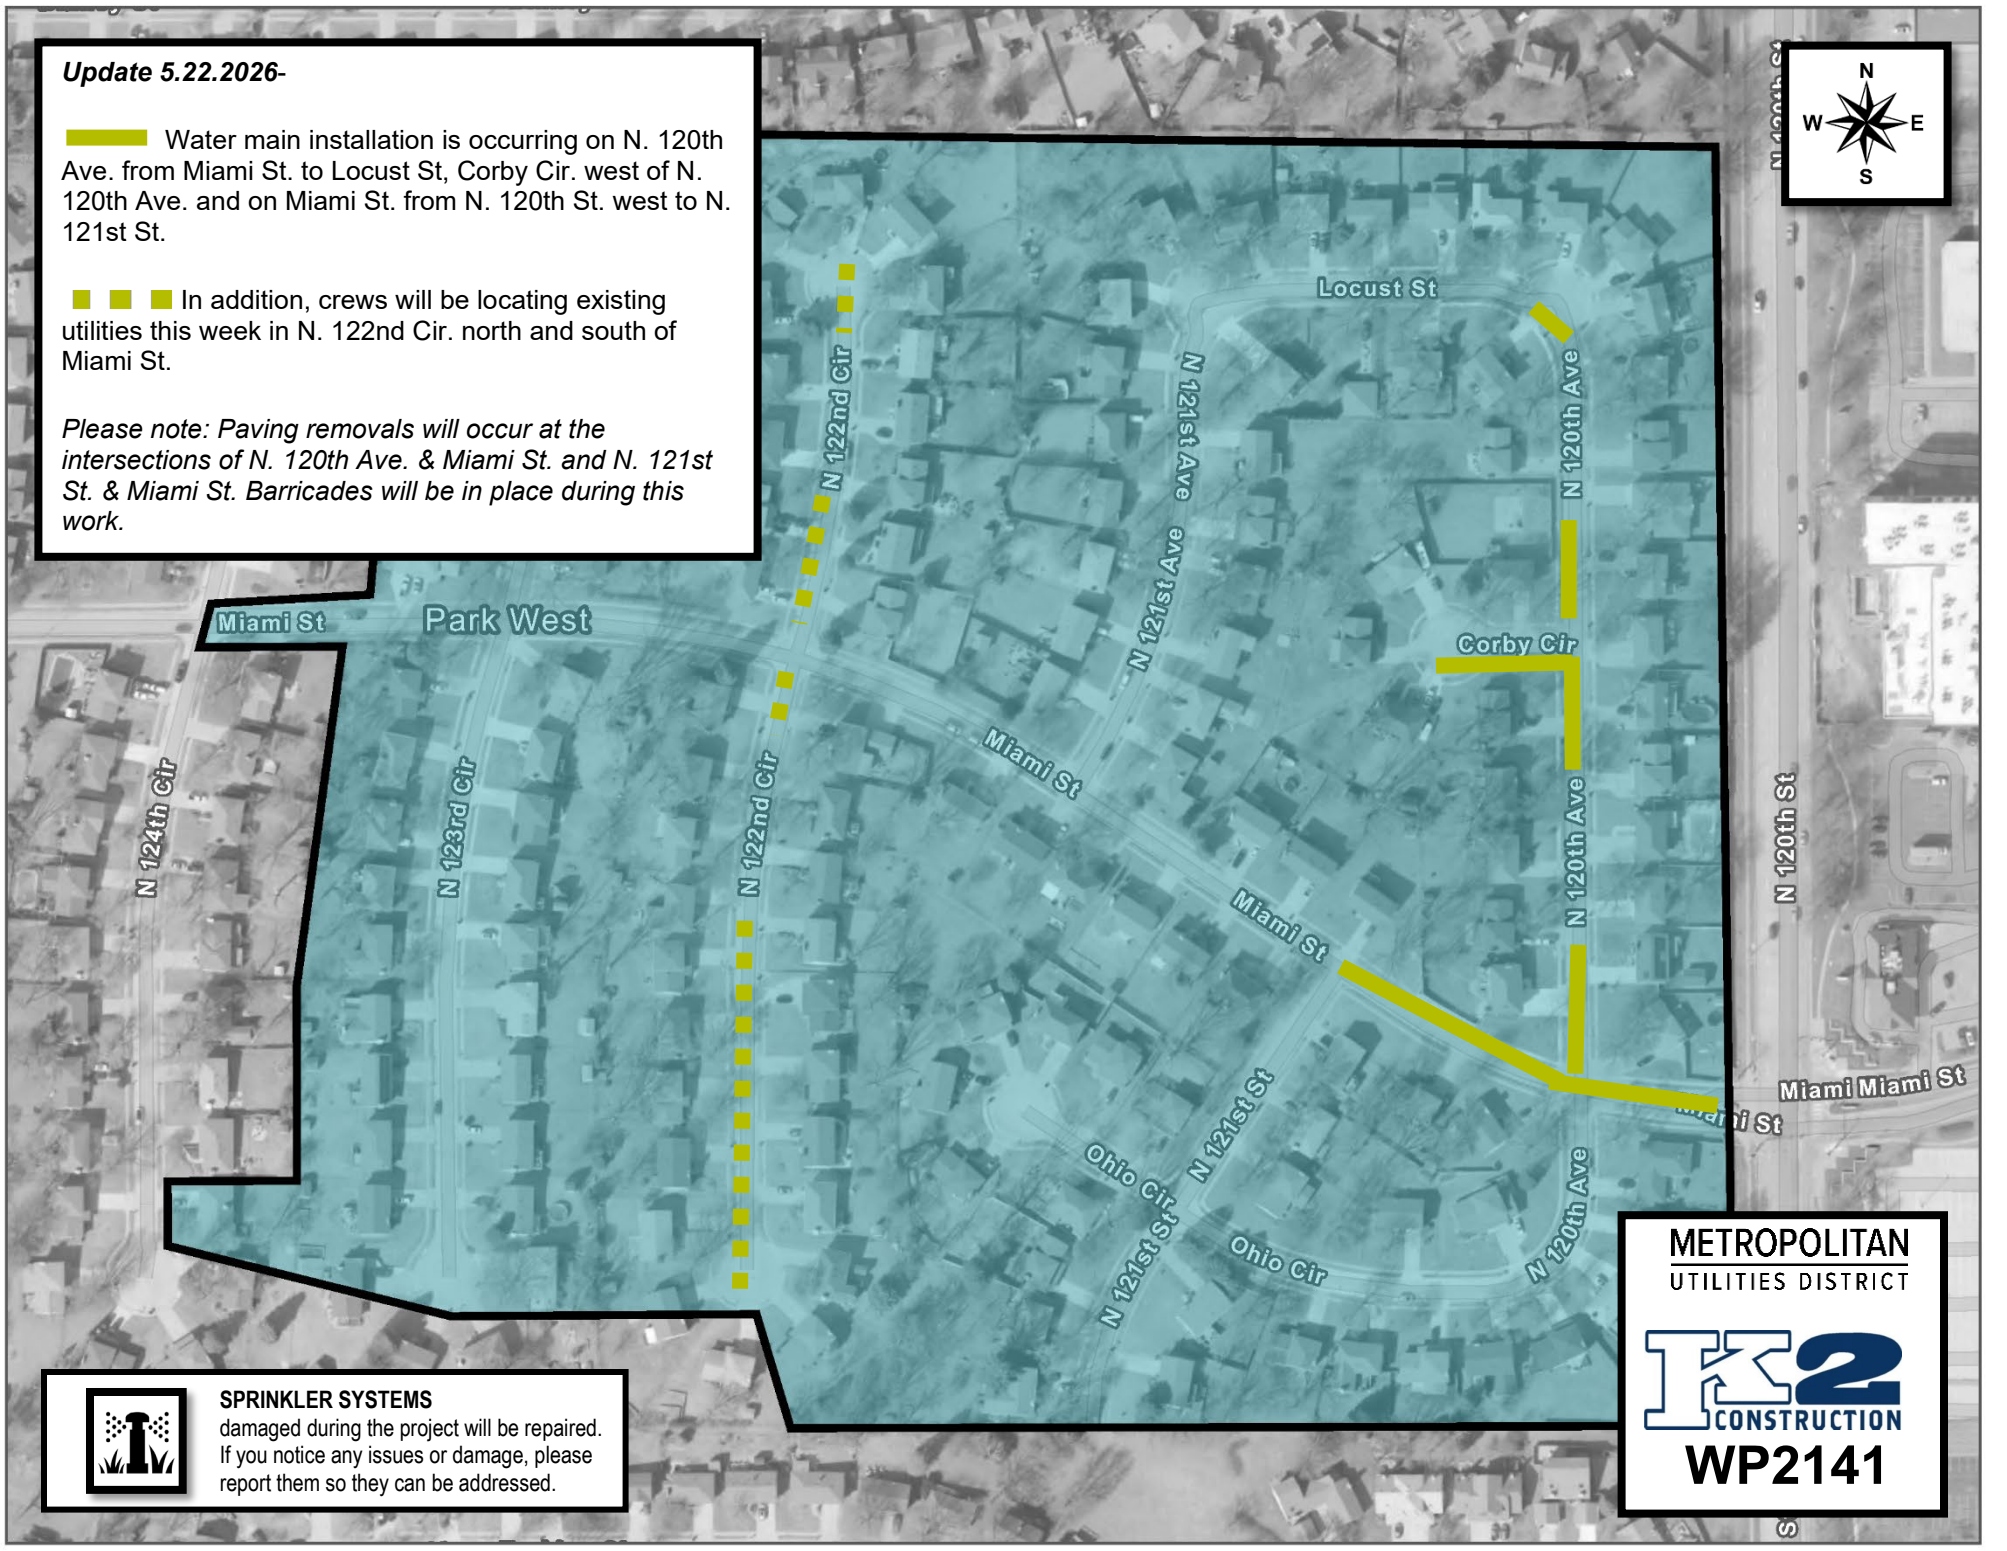 Update 5.22.2026-
Water main installation is occurring on N. 120th
Ave. from Miami St. to Locust St, Corby Cir. west of N.
120th Ave. and on Miami St. from N. 120th St. west to N.
121st St.
In addition, crews will be locating existing
utilities this week in N. 122nd Cir. north and south of
Miami St.
Please note: Paving removals will occur at the
intersections of N. 120th Ave. & Miami St. and N. 121st
St. & Miami St. Barricades will be in place during this
work.
N
W E
S
N 120th St
Locust St
N 122nd Cir
N 121st Ave
N 120th Ave
N 121st Ave
Miami St
Park West
Corby Cir
Miami St
N 124th Cir
N 123rd Cir
N 122nd Cir
N 120th Ave
N 120th St
Miami St
Miami Miami St
Miami St
N 121st St
Ohio Cir
N 121st St
Ohio Cir
N 120th Ave
METROPOLITAN
UTILITIES DISTRICT
K2
CONSTRUCTION
WP2141
SPRINKLER SYSTEMS
damaged during the project will be repaired.
If you notice any issues or damage, please
report them so they can be addressed.